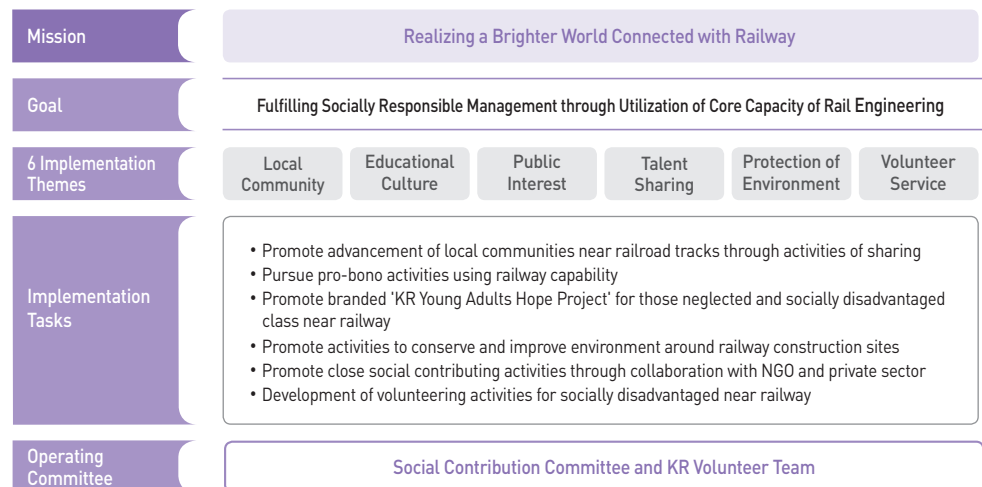 Mission
Realizing a Brighter World Connected with Railway
Goal
Fulfilling Socially Responsible Management through Utilization of Core Capacity of Rail Engineering
6 Implementation
Themes
Local
Community
Educational
Culture
Public
Interest
Talent
Sharing
Protection of
Environment
Volunteer
Service
Implementation
Tasks
• Promote advancement of local communities near railroad tracks through activities of sharing
• Pursue pro-bono activities using railway capability
• Promote branded 'KR Young Adults Hope Project' for those neglected and socially disadvantaged
class near railway
• Promote activities to conserve and improve environment around railway construction sites
• Promote close social contributing activities through collaboration with NGO and private sector
• Development of volunteering activities for socially disadvantaged near railway
Operating
Committee
Social Contribution Committee and KR Volunteer Team